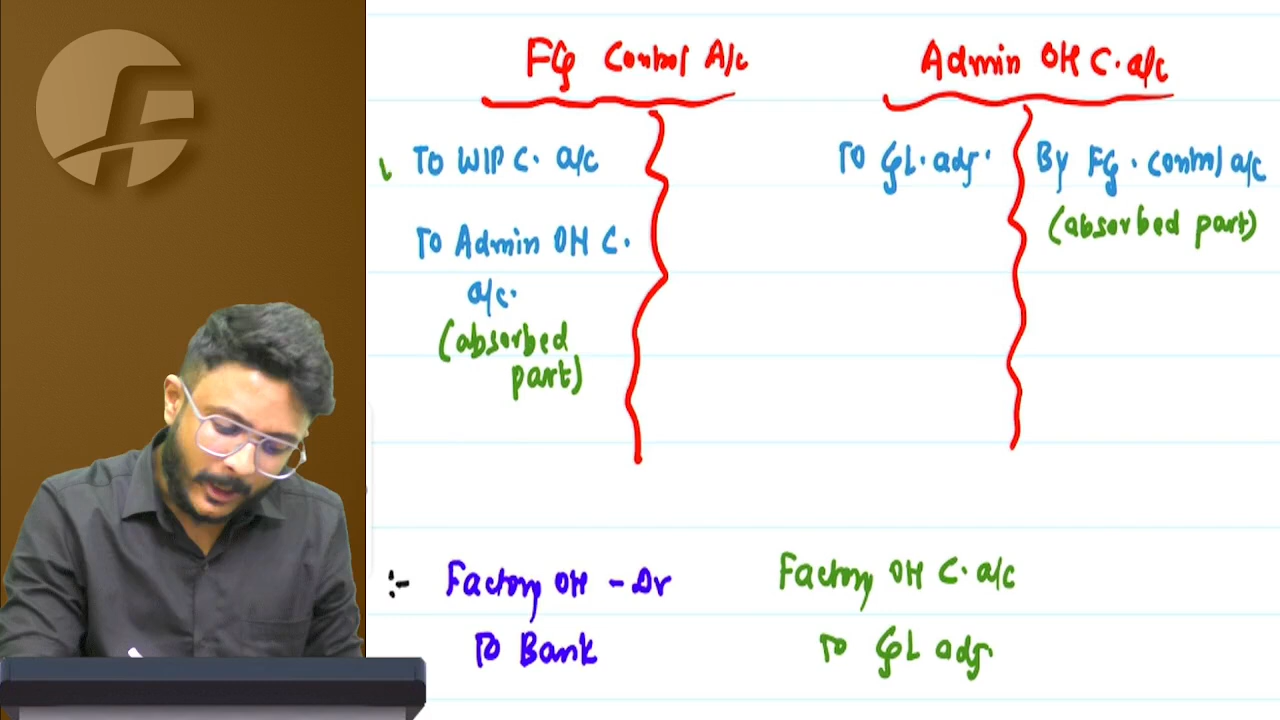 FG Control A/c
Admin OH C. a/c
To WIP C. a/c
To Admin OH C.
a/c.
(absorbed
part)
To GL. adj.
By FG. control a/c
(absorbed part)
:- Factory OH - Dr
To Bank
Factory OH C. a/c
To GL adj.